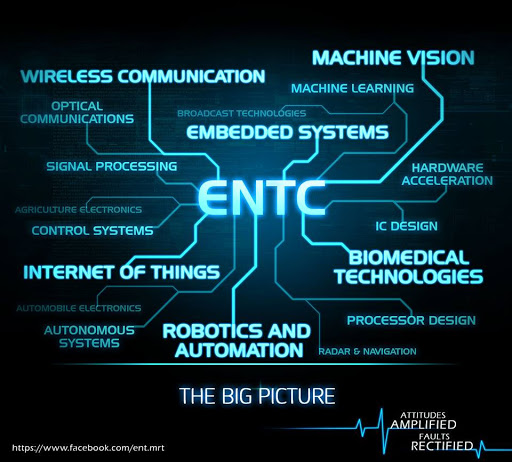 MACHINE VISION
WIRELESS COMMUNICATION
MACHINE LEARNING
OPTICAL
COMMUNICATIONS
BROADCAST TECHNOLOGIES
EMBEDDED SYSTEMS
SIGNAL PROCESSING
HARDWARE
ACCELERATION
ENTC
AGRICULTURE ELECTRONICS
CONTROL SYSTEMS
IC DESIGN
INTERNET OF THINGS
BIOMEDICAL
TECHNOLOGIES
AUTOMOBILE ELECTRONICS
PROCESSOR DESIGN
AUTONOMOUS
SYSTEMS
ROBOTICS AND
AUTOMATION
RADAR & NAVIGATION
THE BIG PICTURE
ATTITUDES
AMPLIFIED
FAULTS
RECTIFIED
https://www.facebook.com/ent.mrt